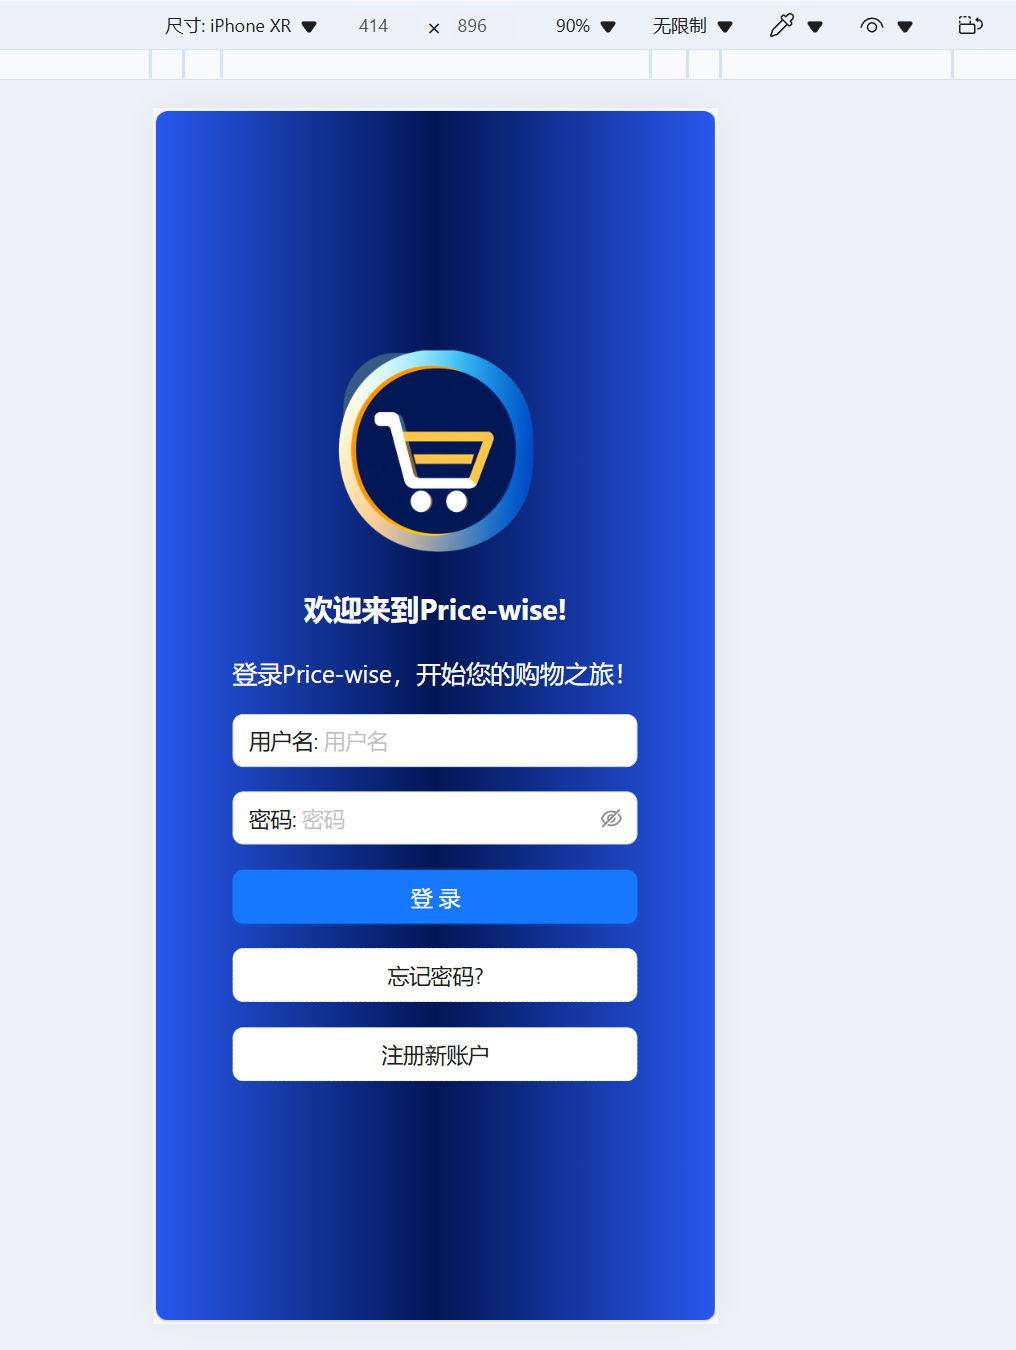 尺寸: iPhone XR 414 × 896 90% 无限制
欢迎来到Price-wise!
登录Price-wise，开始您的购物之旅！
用户名: 用户名
密码: 密码
登 录
忘记密码?
注册新账户